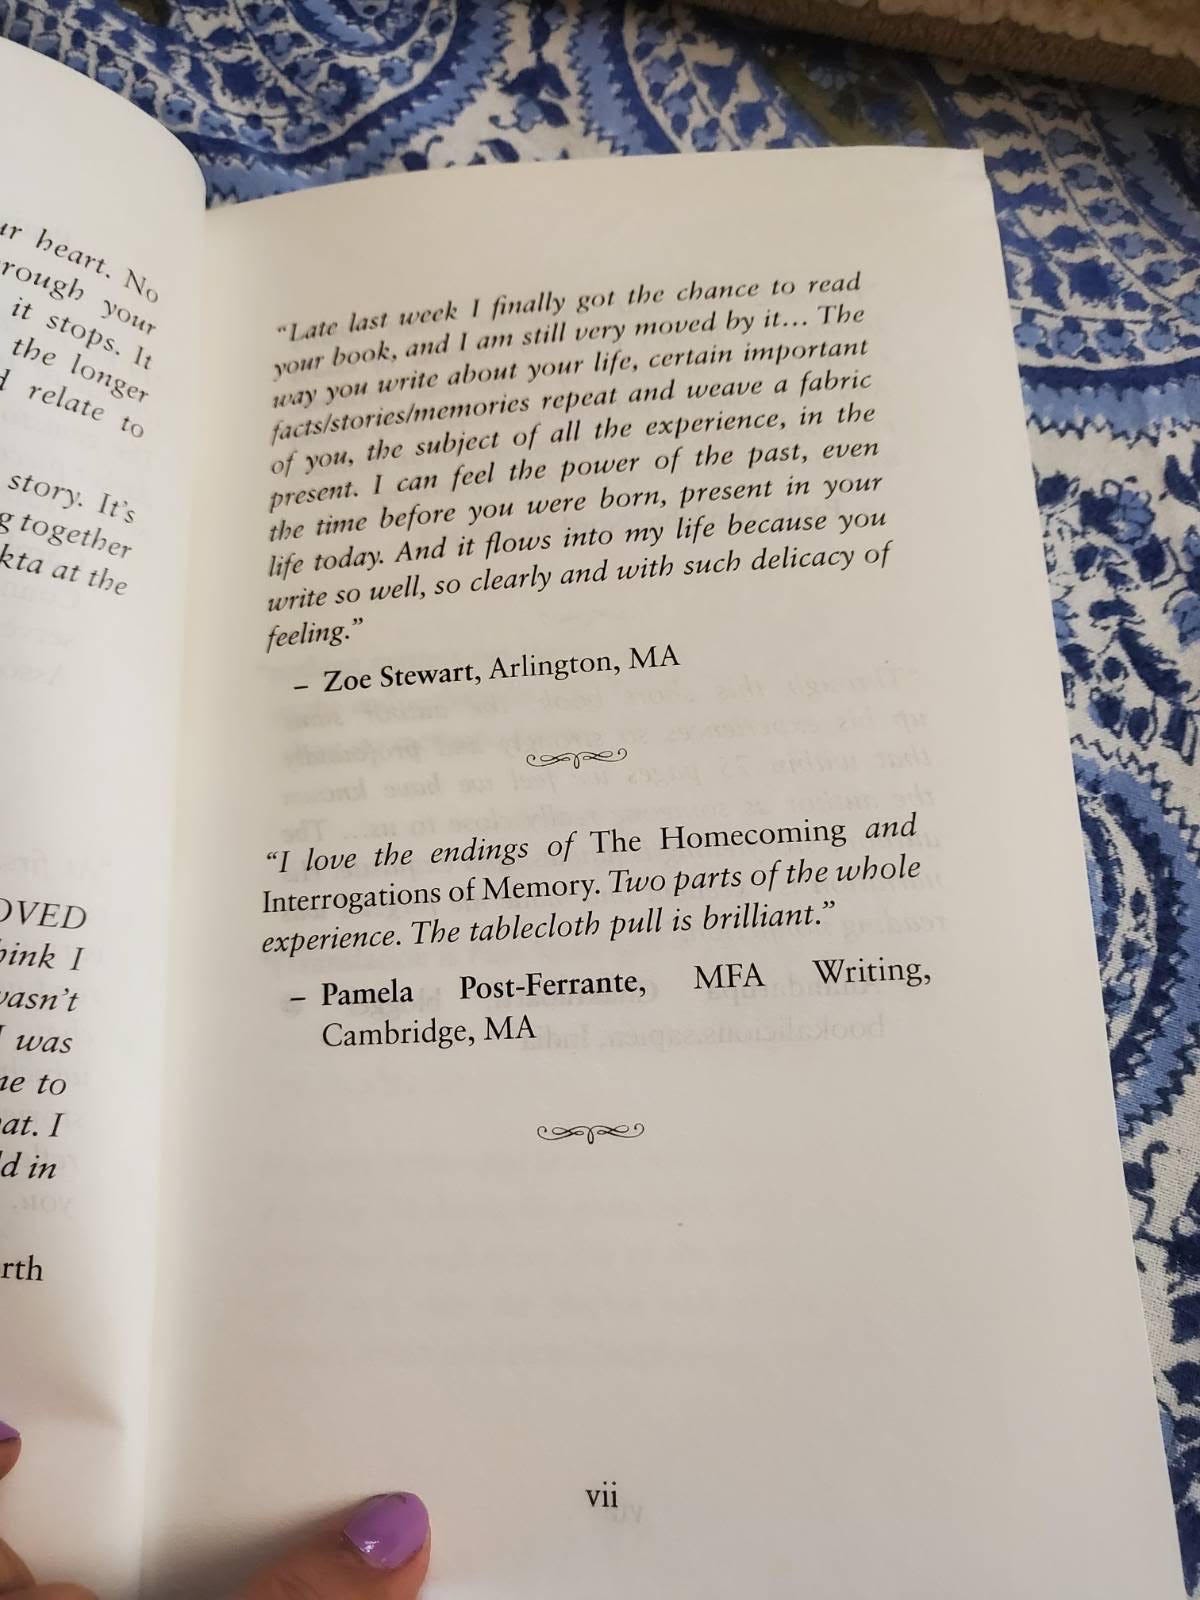 ur heart. No
rough your
it stops. It
the longer
d relate to
story. It's
g together
kta at the
OVED
hink I
wasn't
I was
ne to
at. I
d in
rth
"Late last week I finally got the chance to read
your book, and I am still very moved by it... The
way you write about your life, certain important
facts/stories/memories repeat and weave a fabric
of you, the subject of all the experience, in the
present. I can feel the power of the past, even
the time before you were born, present in your
life today. And it flows into my life because you
write so well, so clearly and with such delicacy of
feeling."
– Zoe Stewart, Arlington, MA
"I love the endings of The Homecoming and
Interrogations of Memory. Two parts of the whole
experience. The tablecloth pull is brilliant."
– Pamela Post-Ferrante, MFA Writing,
Cambridge, MA
vii